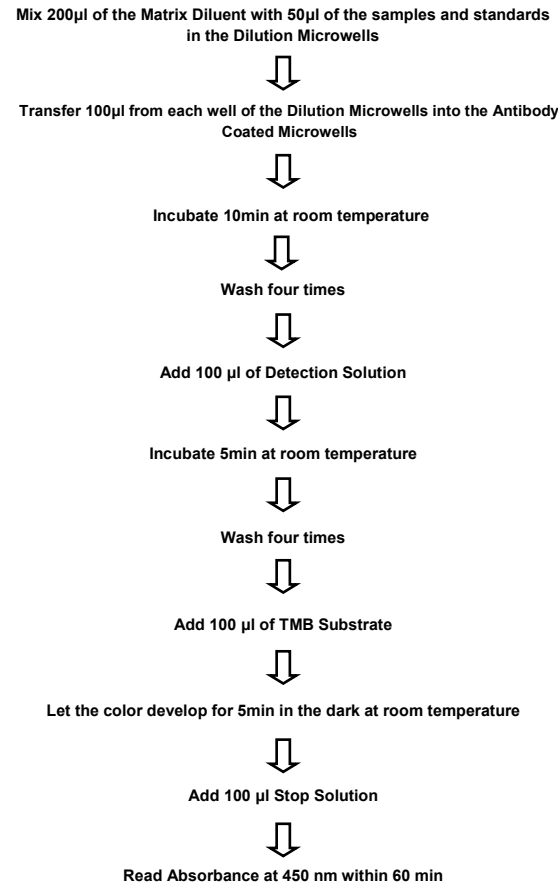 Mix 200µl of the Matrix Diluent with 50µl of the samples and standards
in the Dilution Microwells
Transfer 100µl from each well of the Dilution Microwells into the Antibody
Coated Microwells
Incubate 10min at room temperature
Wash four times
Add 100 µl of Detection Solution
Incubate 5min at room temperature
Wash four times
Add 100 µl of TMB Substrate
Let the color develop for 5min in the dark at room temperature
Add 100 µl Stop Solution
Read Absorbance at 450 nm within 60 min